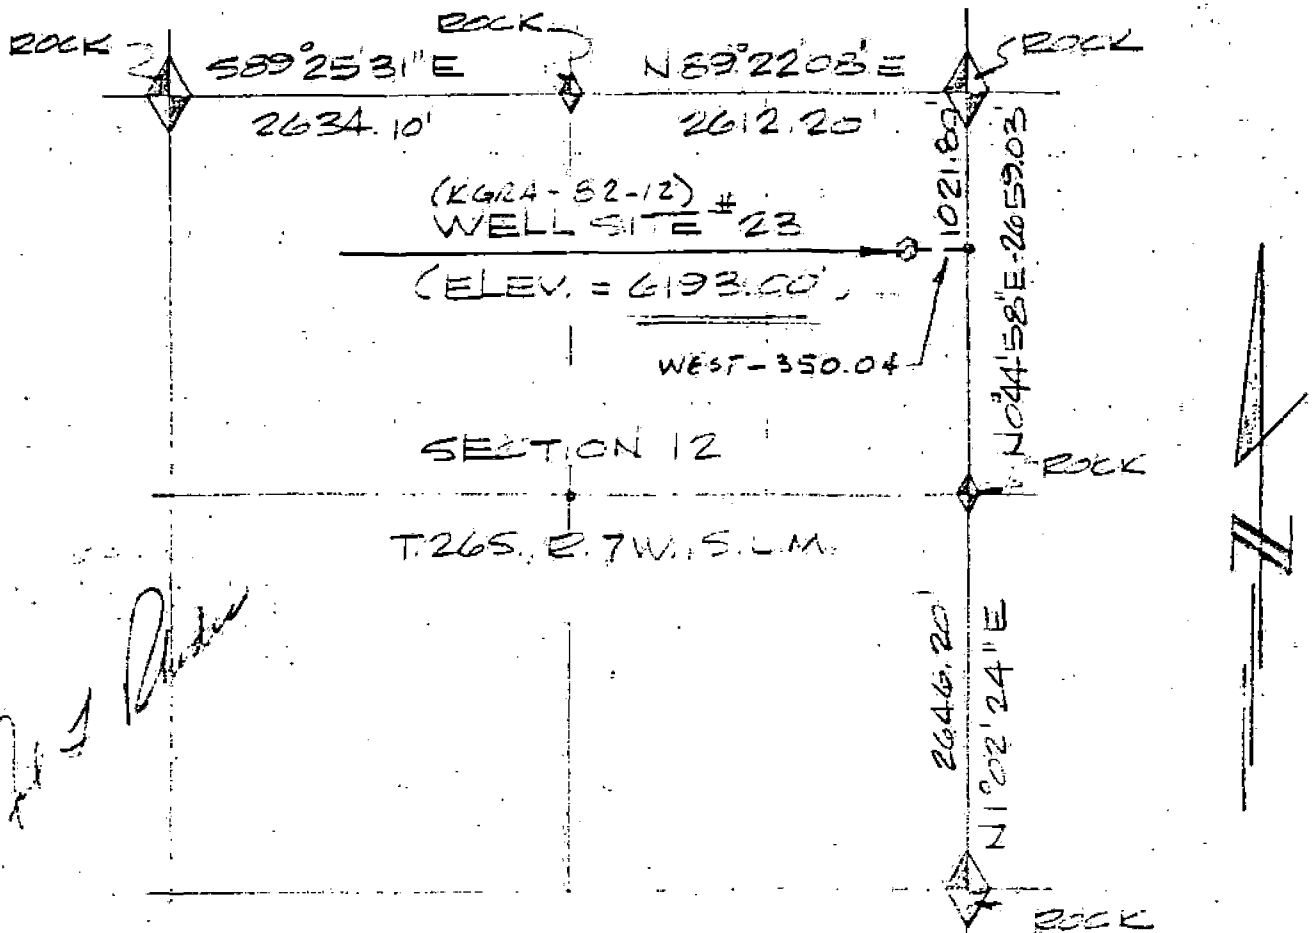 ROCK
ROCK
ROCK
S89°25'31"E
N89°22'08"E
2634.10'
2612.20'
1021.80'
N0°44'58"E-2659.03'
(KGRA-82-12)
WELL SITE #23
(ELEV. = 6193.00'
WEST-350.04
SECTION 12
ROCK
T.26S., R.7W., S.L.M.
2646.20'
N1°02'24"E
N
ROCK